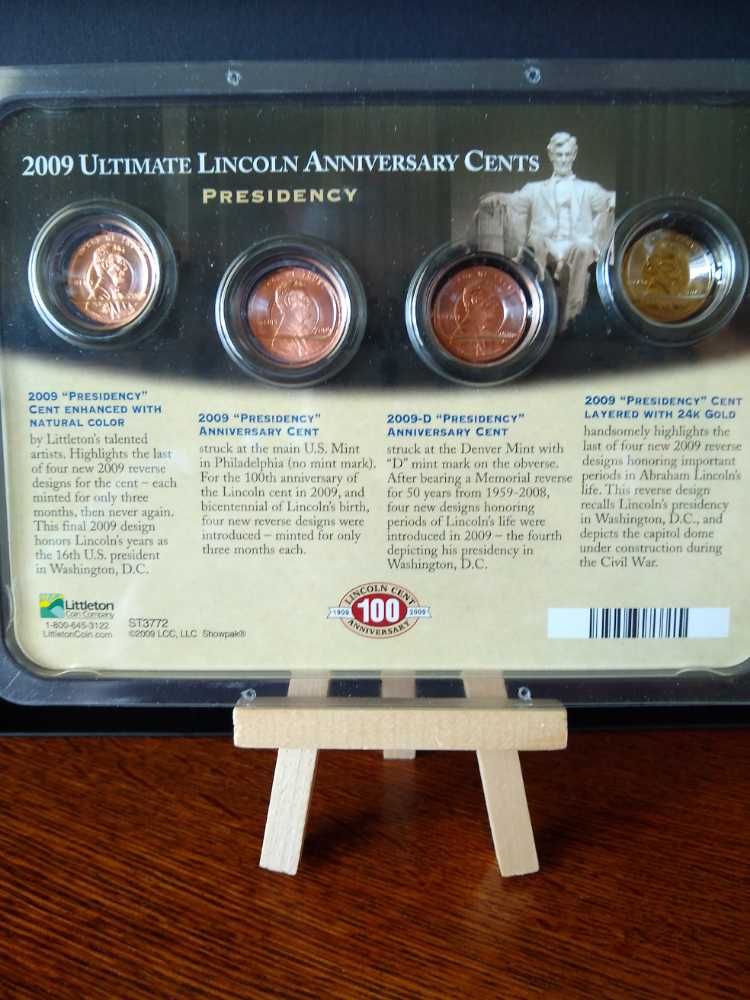 2009 ULTIMATE LINCOLN ANNIVERSARY CENTS
PRESIDENCY
2009 "PRESIDENCY"
CENT ENHANCED WITH
NATURAL COLOR
by Littleton's talented
artists. Highlights the last
of four new 2009 reverse
designs for the cent – each
minted for only three
months, then never again.
This final 2009 design
honors Lincoln's years as
the 16th U.S. president
in Washington, D.C.
2009 "PRESIDENCY"
ANNIVERSARY CENT
struck at the main U.S. Mint
in Philadelphia (no mint mark).
For the 100th anniversary of
the Lincoln cent in 2009, and
bicentennial of Lincoln's birth,
four new reverse designs were
introduced – minted for only
three months each.
2009-D "PRESIDENCY"
ANNIVERSARY CENT
struck at the Denver Mint with
"D" mint mark on the obverse.
After bearing a Memorial reverse
for 50 years from 1959-2008,
four new designs honoring
periods of Lincoln's life were
introduced in 2009 – the fourth
depicting his presidency in
Washington, D.C.
2009 "PRESIDENCY" CENT
LAYERED WITH 24K GOLD
handsomely highlights the
last of four new 2009 reverse
designs honoring important
periods in Abraham Lincoln's
life. This reverse design
recalls Lincoln's presidency
in Washington, D.C., and
depicts the capitol dome
under construction during
the Civil War.
Littleton
Coin Company
1-800-645-3122
LittletonCoin.com
ST3772
©2009 LCC, LLC Showpak®
LINCOLN CENT
1909 100 2009
ANNIVERSARY